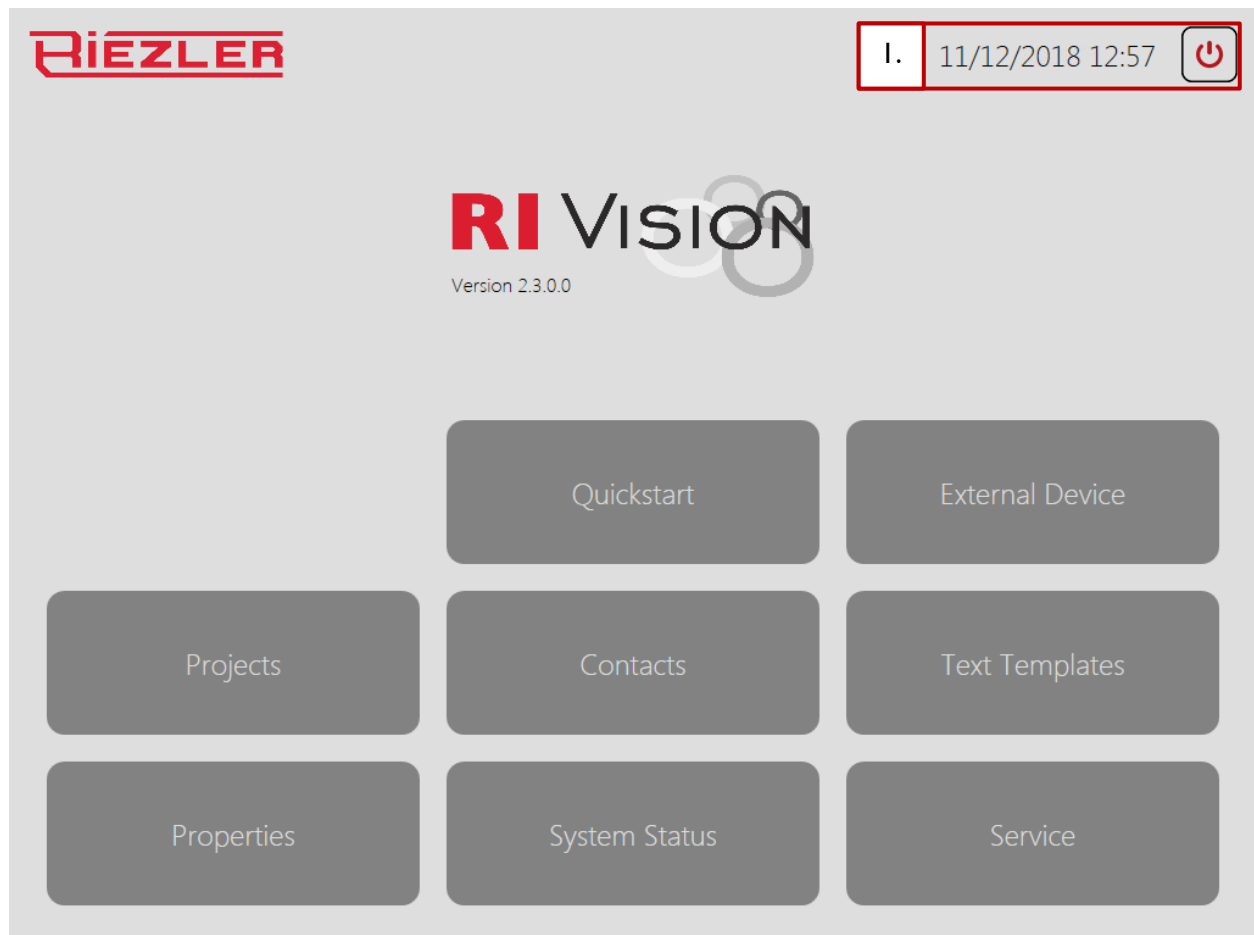 RiEZLER
1. 11/12/2018 12:57
RI VISION
Version 2.3.0.0
Quickstart
External Device
Projects
Contacts
Text Templates
Properties
System Status
Service